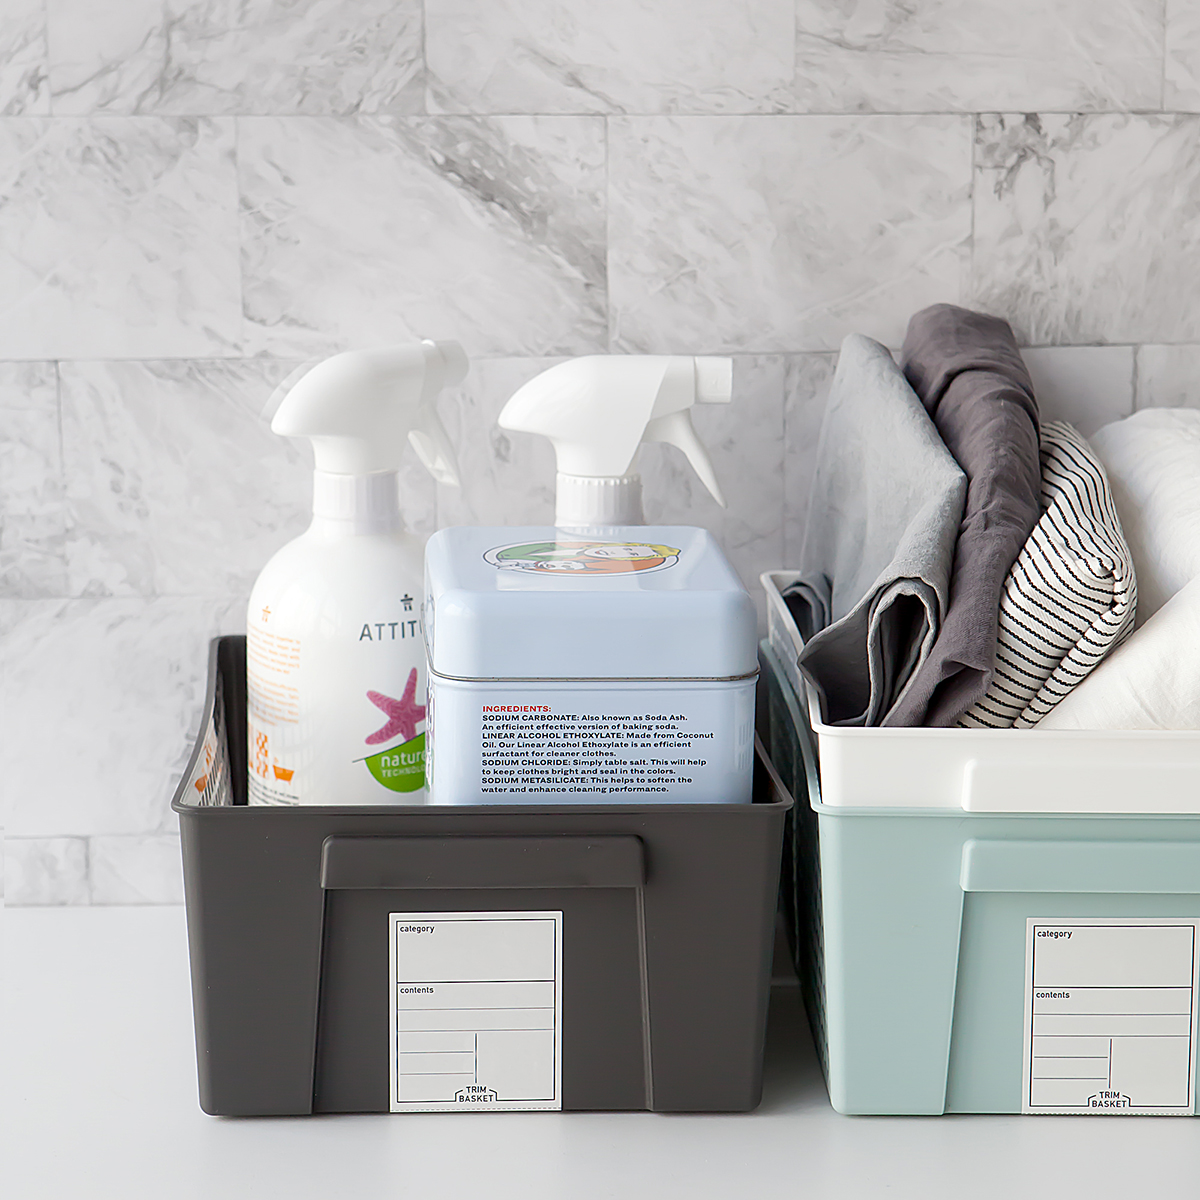 ATTIT
nature
TECHNOLO
INGREDIENTS:
SODIUM CARBONATE: Also known as Soda Ash.
An efficient effective version of baking soda.
LINEAR ALCOHOL ETHOXYLATE: Made from Coconut
Oil. Our Linear Alcohol Ethoxylate is an efficient
surfactant for cleaner clothes.
SODIUM CHLORIDE: Simply table salt. This will help
to keep clothes bright and seal in the colors.
SODIUM METASILICATE: This helps to soften the
water and enhance cleaning performance.
category
contents
TRIM
BASKET
category
contents
TRIM
BASKET